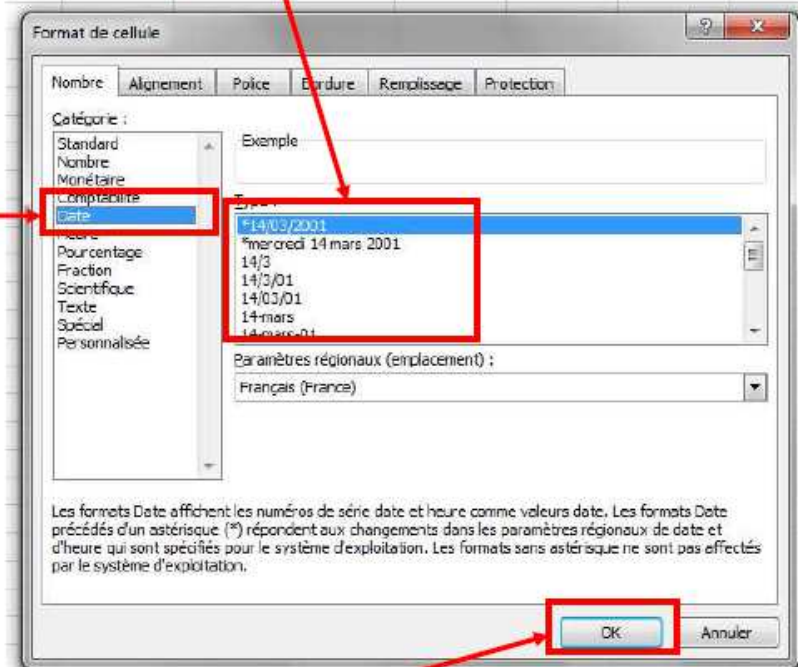 Format de cellule
Nombre Alignement Police Bordure Remplissage Protection
Catégorie :
Standard
Nombre
Monétaire
Comptabilité
Date
Heure
Pourcentage
Fraction
Scientifique
Texte
Spécial
Personnalisée
Exemple
Type :
*14/03/2001
*mercredi 14 mars 2001
14/3
14/3/01
14/03/01
14-mars
14-mars-01
Paramètres régionaux (emplacement) :
Français (France)
Les formats Date affichent les numéros de série date et heure comme valeurs date. Les formats Date
précédés d'un astérisque (*) répondent aux changements dans les paramètres régionaux de date et
d'heure qui sont spécifiés pour le système d'exploitation. Les formats sans astérisque ne sont pas affectés
par le système d'exploitation.
OK Annuler